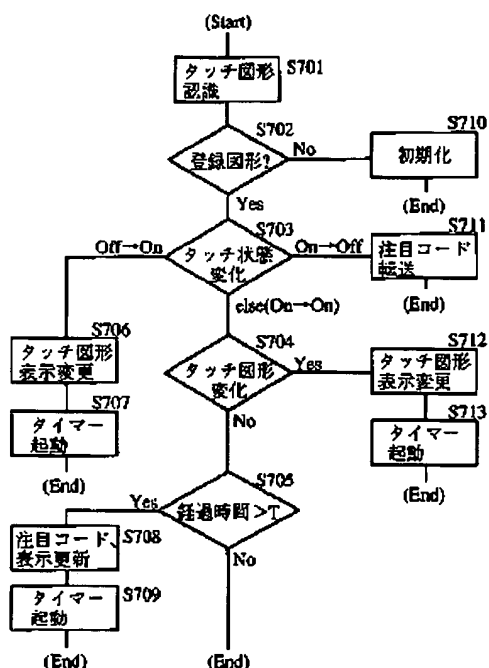 (Start)
タッチ図形 S701
認識
S702
登録図形?
No
S710
初期化
(End)
Yes
S703
Off→On
タッチ状態
変化
On→Off
S711
注目コード
転送
(End)
else(On→On)
S706
タッチ図形
表示変更
S707
タイマー
起動
(End)
S704
タッチ図形
変化
Yes
S712
タッチ図形
表示変更
S713
タイマー
起動
(End)
No
S705
経過時間>T
Yes
注目コード、 S708
表示更新
タイマー S709
起動
(End)
No
(End)